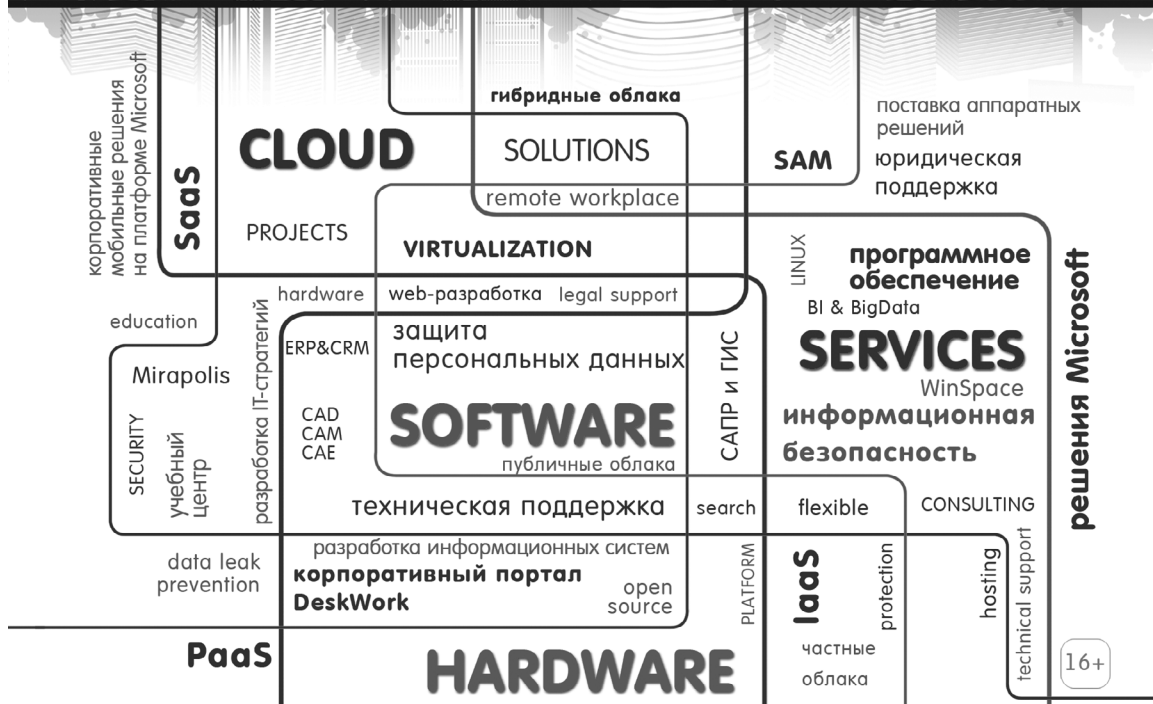 гибридные облака
поставка аппаратных
решений
корпоративные
мобильные решения
на платформе Microsoft
SaaS
CLOUD
SOLUTIONS
SAM
юридическая
поддержка
remote workplace
PROJECTS
VIRTUALIZATION
LINUX
программное
обеспечение
решения Microsoft
hardware
web-разработка
legal support
BI & BigData
education
разработка IT-стратегий
ERP&CRM
защита
персональных данных
САПР и ГИС
SERVICES
Mirapolis
WinSpace
CAD
CAM
CAE
SOFTWARE
информационная
безопасность
SECURITY
учебный
центр
публичные облака
техническая поддержка
search
flexible
CONSULTING
data leak
prevention
разработка информационных систем
корпоративный портал
DeskWork
open
source
PLATFORM
IaaS
protection
hosting
technical support
PaaS
HARDWARE
частные
облака
16+